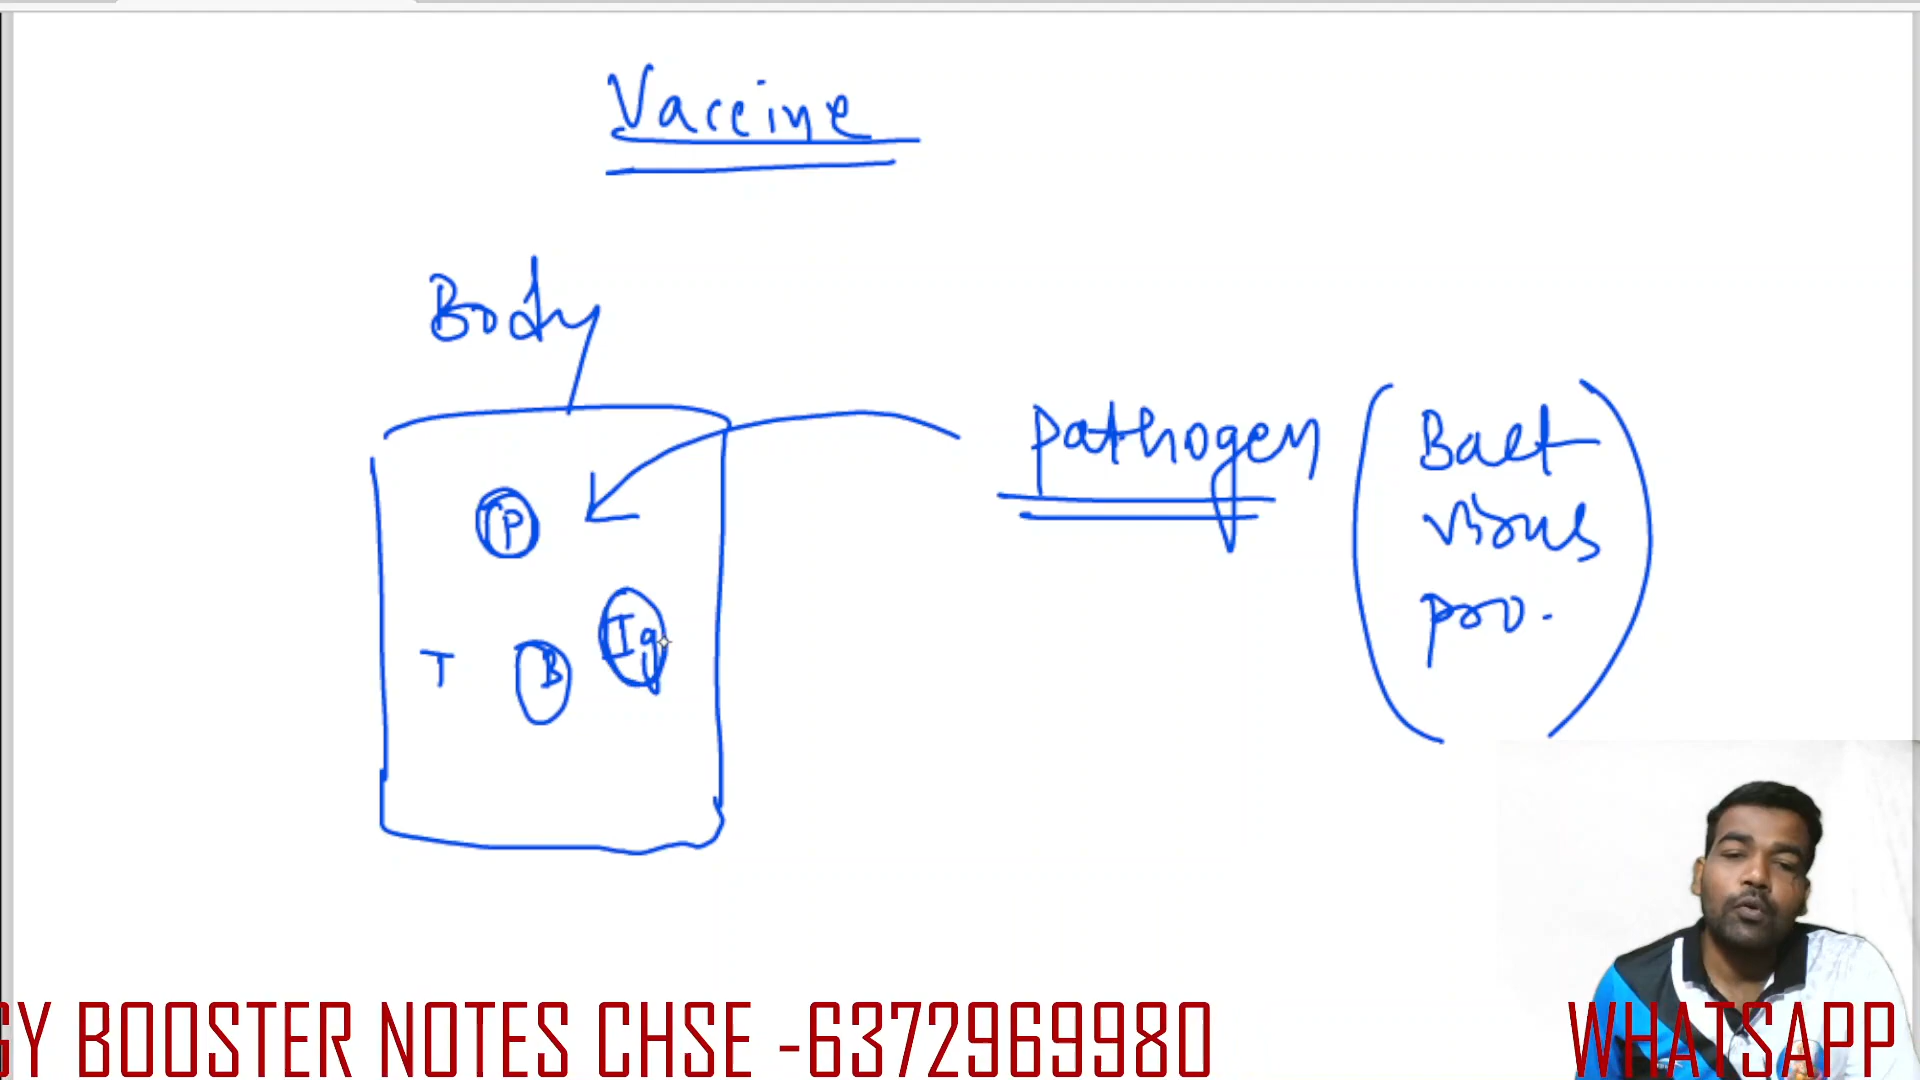 Vaccine
Body
pathogen
Bact
virus
pro.
P
T B Ig
GY BOOSTER NOTES CHSE -6372969980 WHATSAPP